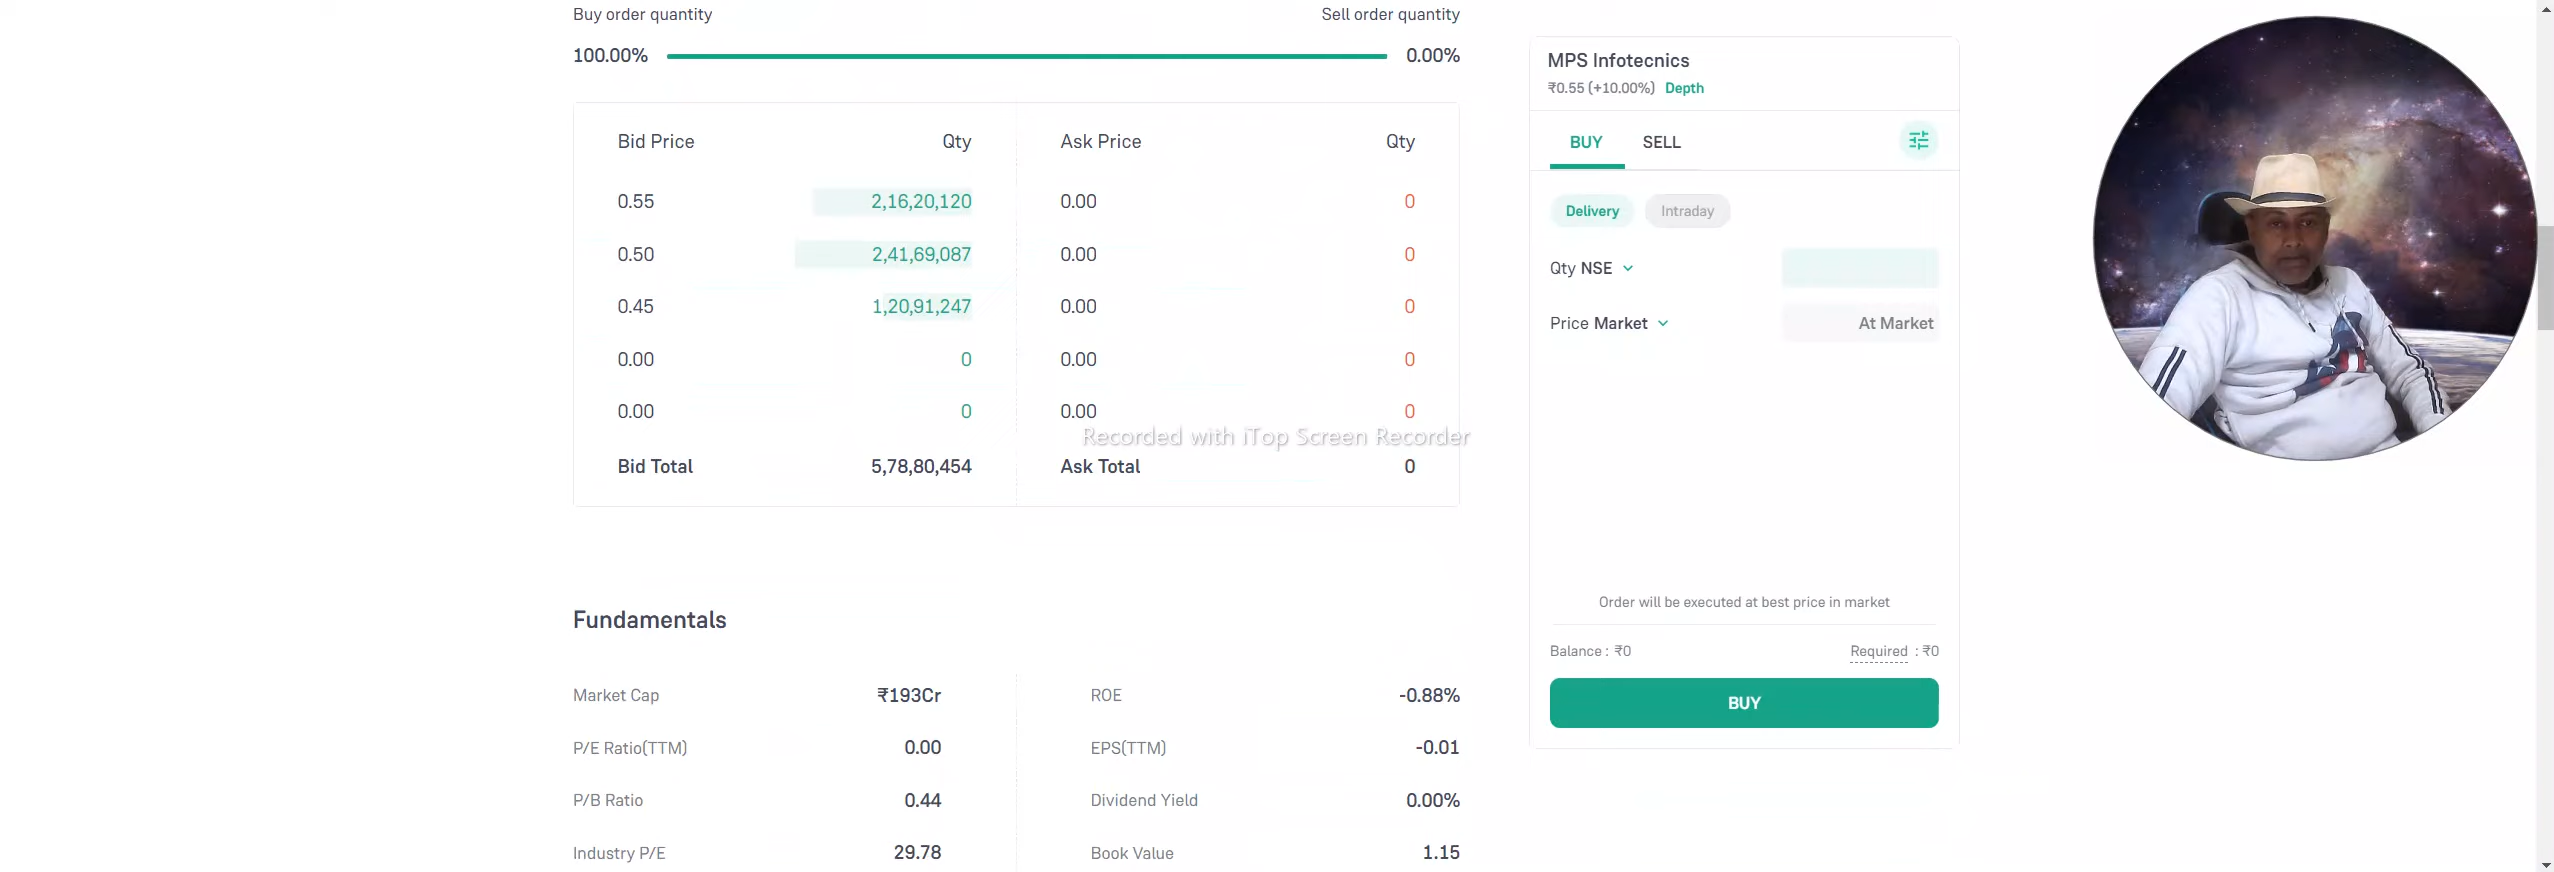 Buy order quantity Sell order quantity
100.00% 0.00%
Bid Price Qty Ask Price Qty
0.55 2,16,20,120 0.00 0
0.50 2,41,69,087 0.00 0
0.45 1,20,91,247 0.00 0
0.00 0 0.00 0
0.00 0 0.00 0
Recorded with iTop Screen Recorder
Bid Total 5,78,80,454 Ask Total 0
Fundamentals
Market Cap ₹193Cr ROE -0.88%
P/E Ratio(TTM) 0.00 EPS(TTM) -0.01
P/B Ratio 0.44 Dividend Yield 0.00%
Industry P/E 29.78 Book Value 1.15
MPS Infotecnics
₹0.55 (+10.00%) Depth
BUY SELL
Delivery Intraday
Qty NSE
Price Market At Market
Order will be executed at best price in market
Balance : ₹0 Required : ₹0
BUY